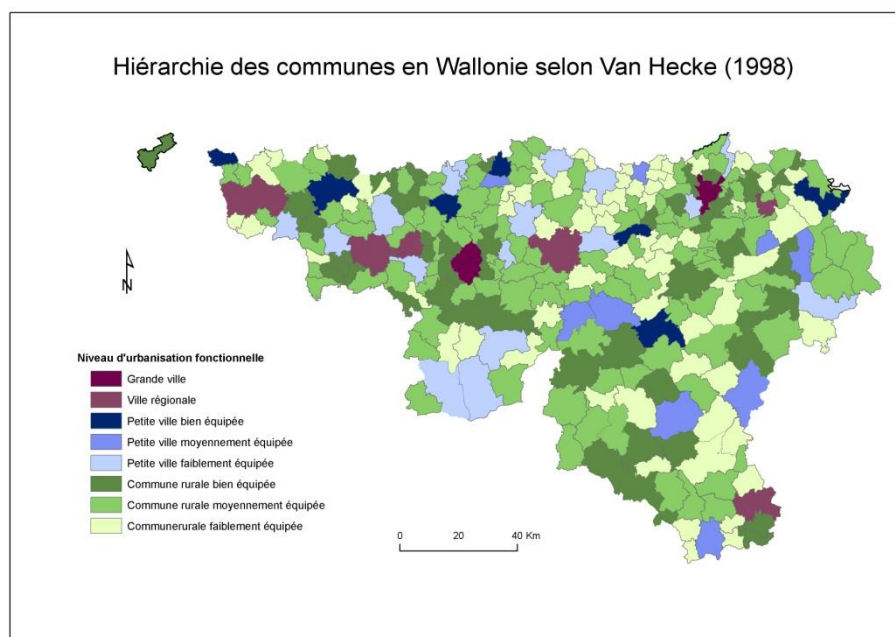 Hiérarchie des communes en Wallonie selon Van Hecke (1998)
N
Niveau d'urbanisation fonctionnelle
Grande ville
Ville régionale
Petite ville bien équipée
Petite ville moyennement équipée
Petite ville faiblement équipée
Commune rurale bien équipée
Commune rurale moyennement équipée
Communerurale faiblement équipée
0 20 40 Km